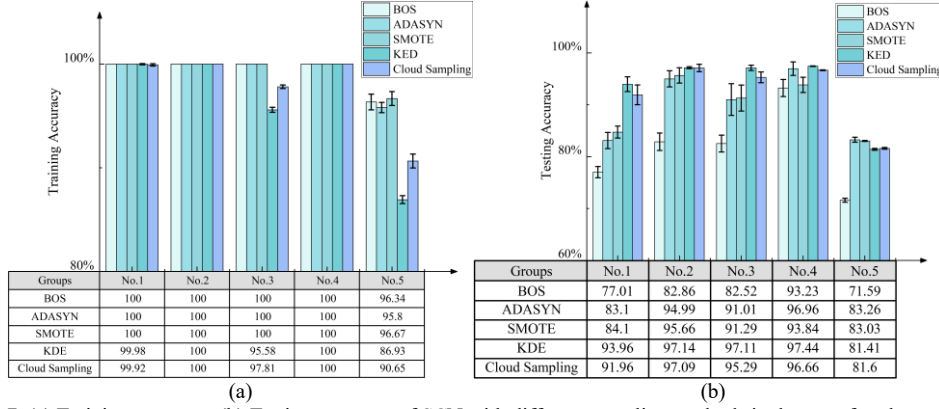 BOS
ADASYN
SMOTE
KED
Cloud Sampling
100%
Training Accuracy
80%
Groups No.1 No.2 No.3 No.4 No.5
BOS 100 100 100 100 96.34
ADASYN 100 100 100 100 95.8
SMOTE 100 100 100 100 96.67
KDE 99.98 100 95.58 100 86.93
Cloud Sampling 99.92 100 97.81 100 90.65
(a)
BOS
ADASYN
SMOTE
KED
Cloud Sampling
100%
Testing Accuracy
80%
60%
Groups No.1 No.2 No.3 No.4 No.5
BOS 77.01 82.86 82.52 93.23 71.59
ADASYN 83.1 94.99 91.01 96.96 83.26
SMOTE 84.1 95.66 91.29 93.84 83.03
KDE 93.96 97.14 97.11 97.44 81.41
Cloud Sampling 91.96 97.09 95.29 96.66 81.6
(b)